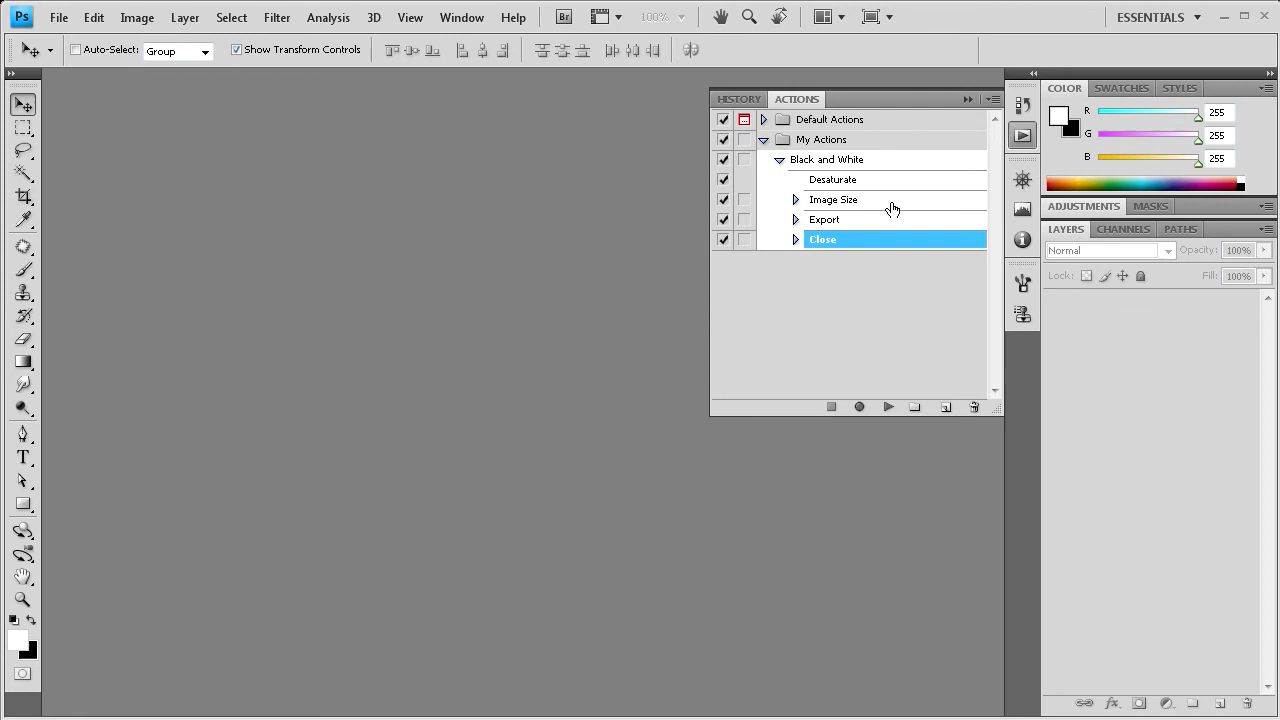 Ps File Edit Image Layer Select Filter Analysis 3D View Window Help Br 100% ESSENTIALS
Auto-Select: Group Show Transform Controls
HISTORY ACTIONS
Default Actions
My Actions
Black and White
Desaturate
Image Size
Export
Close
COLOR SWATCHES STYLES
R 255
G 255
B 255
ADJUSTMENTS MASKS
LAYERS CHANNELS PATHS
Normal Opacity: 100%
Lock: Fill: 100%
T
fx